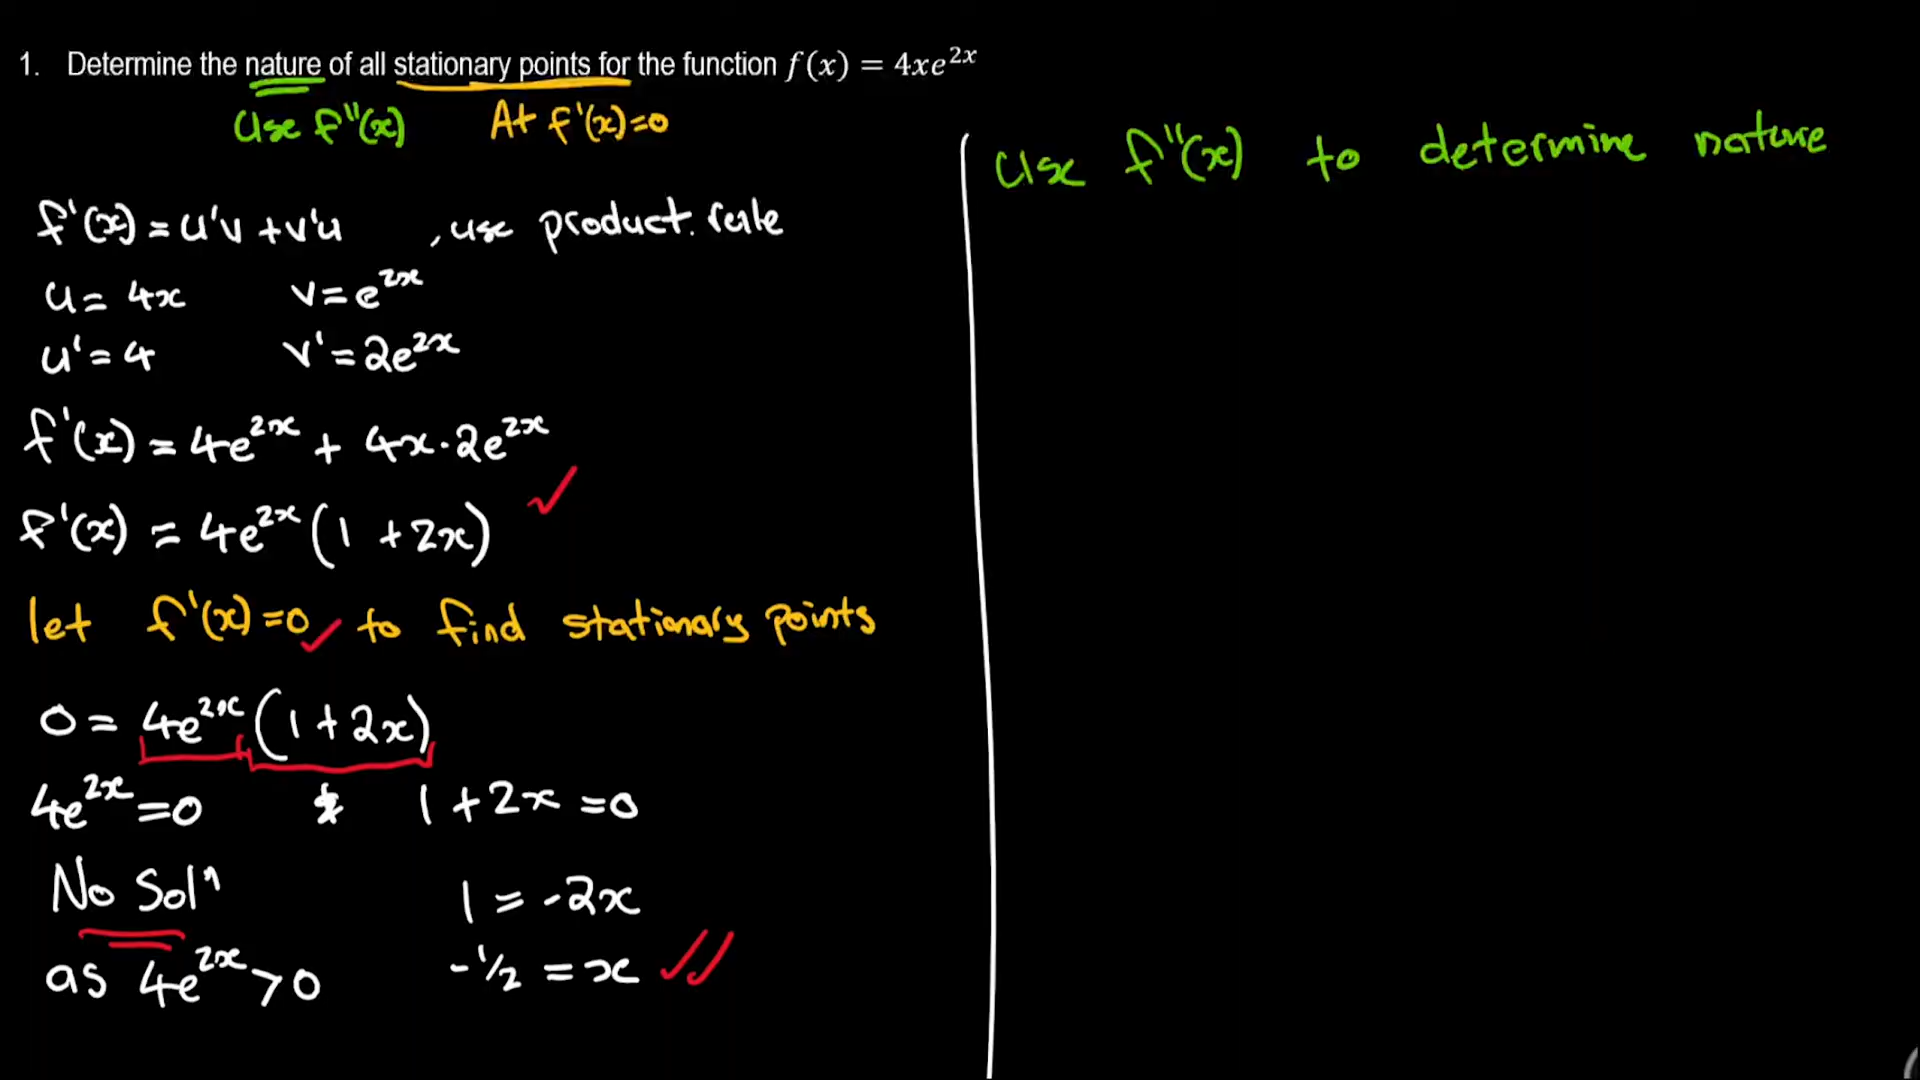 1. Determine the nature of all stationary points for the function f(x) = 4xe^{2x}
Use f''(x) At f'(x)=0
f'(x) = u'v + v'u , use product rule
u = 4x v = e^{2x}
u' = 4 v' = 2e^{2x}
f'(x) = 4e^{2x} + 4x·2e^{2x}
f'(x) = 4e^{2x}(1 + 2x) ✓
let f'(x)=0 ✓ to find stationary points
0 = 4e^{2x}(1 + 2x)
4e^{2x} = 0 & 1 + 2x = 0
No Solⁿ 1 = -2x
as 4e^{2x} > 0 -1/2 = x ✓✓
Use f''(x) to determine nature